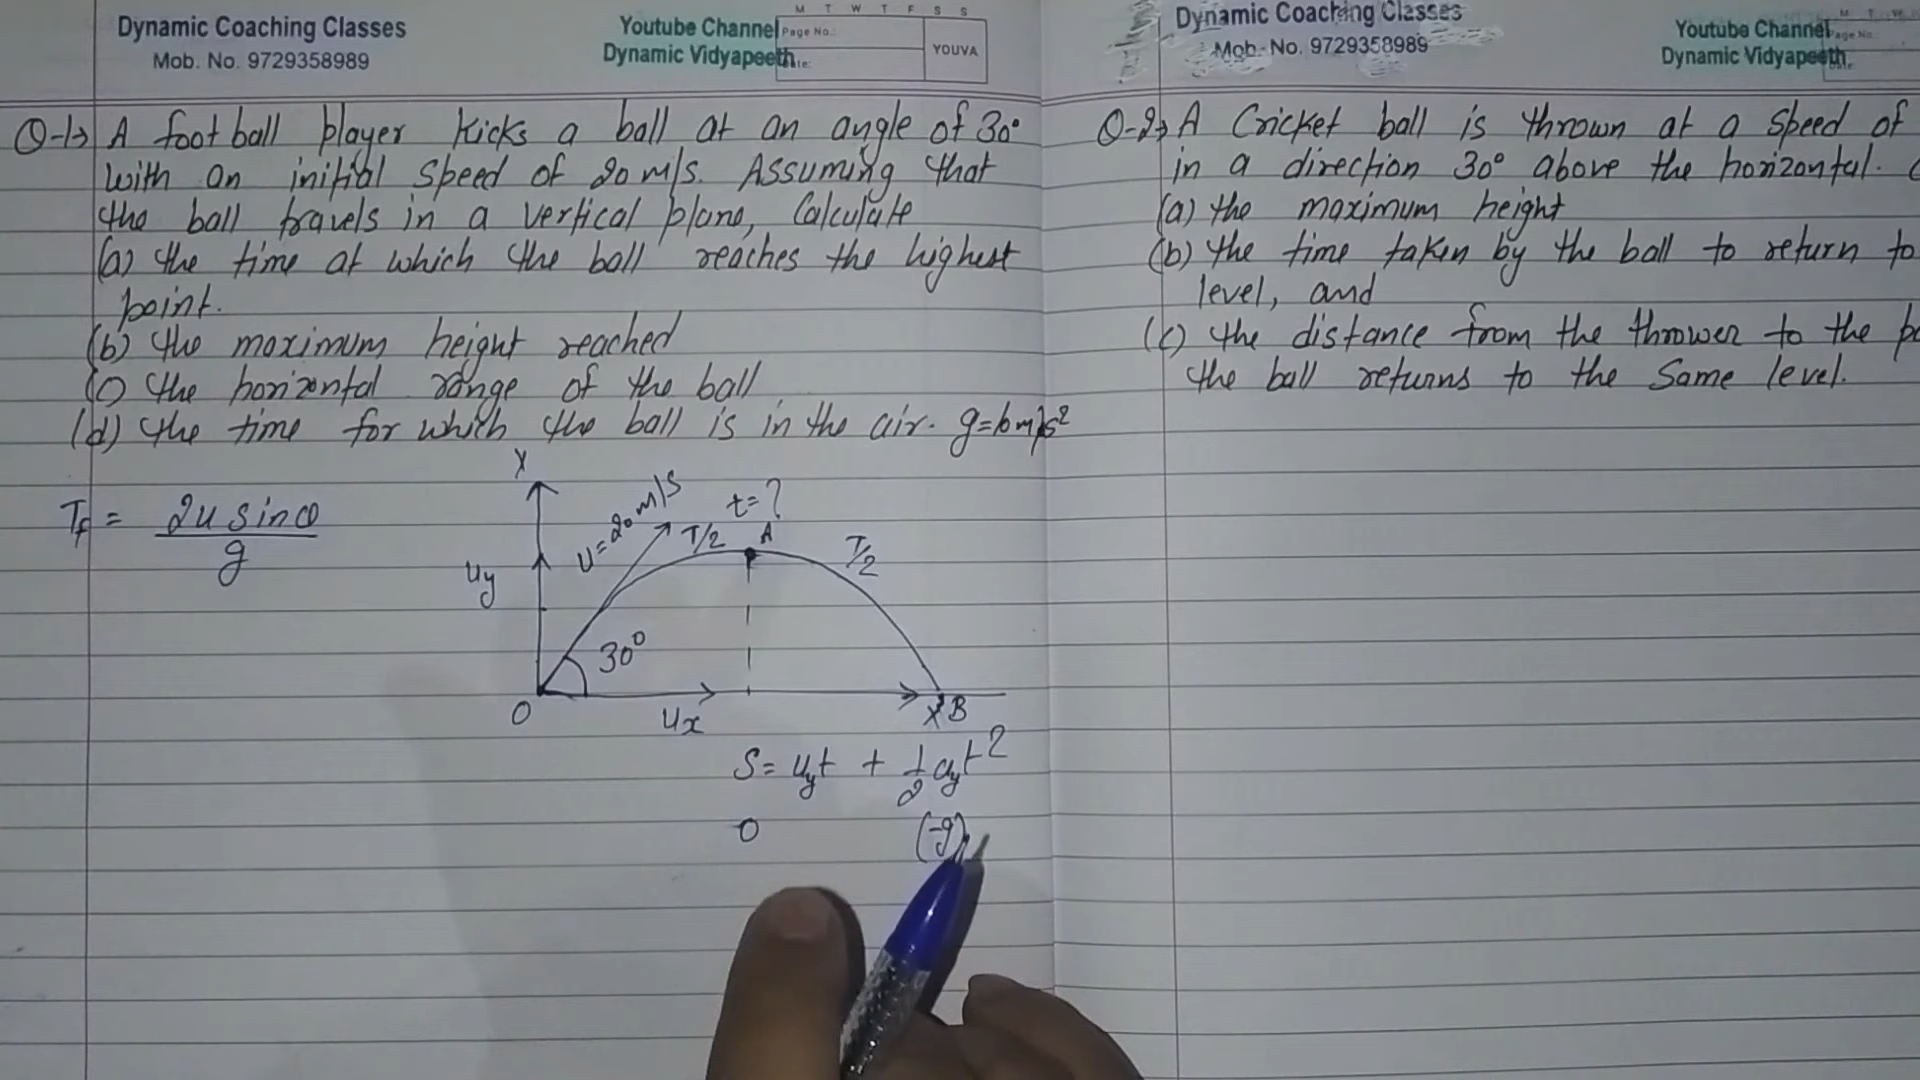 Dynamic Coaching Classes
Mob. No. 9729358989
Youtube Channel
Dynamic Vidyapeeth
M T W T F S S
Page No.:
YOUVA
Q-1⇒ A football player kicks a ball at an angle of 30°
with an initial speed of 20 m/s. Assuming that
the ball travels in a vertical plane, Calculate
(a) the time at which the ball reaches the highest
point.
(b) the maximum height reached
(c) the horizontal range of the ball
(d) the time for which the ball is in the air. g=10m/s²
Tf = 2u sinθ
g
Y
uy
U=20m/s
T/2
t=?
A
T/2
30°
O
ux
X B
S= uyt + 1/2 ayt²
0 (-g)
Dynamic Coaching Classes
Mob. No. 9729358989
Youtube Channel
Dynamic Vidyapeeth
Q-2⇒ A Cricket ball is thrown at a speed of
in a direction 30° above the horizontal.
(a) the maximum height
(b) the time taken by the ball to return to
level, and
(c) the distance from the thrower to the
the ball returns to the same level.